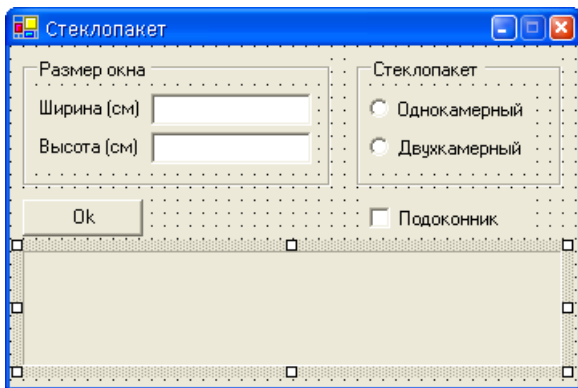 Стеклопакет
Размер окна
Стеклопакет
Ширина (см)
Однокамерный
Высота (см)
Двухкамерный
Ok
Подоконник